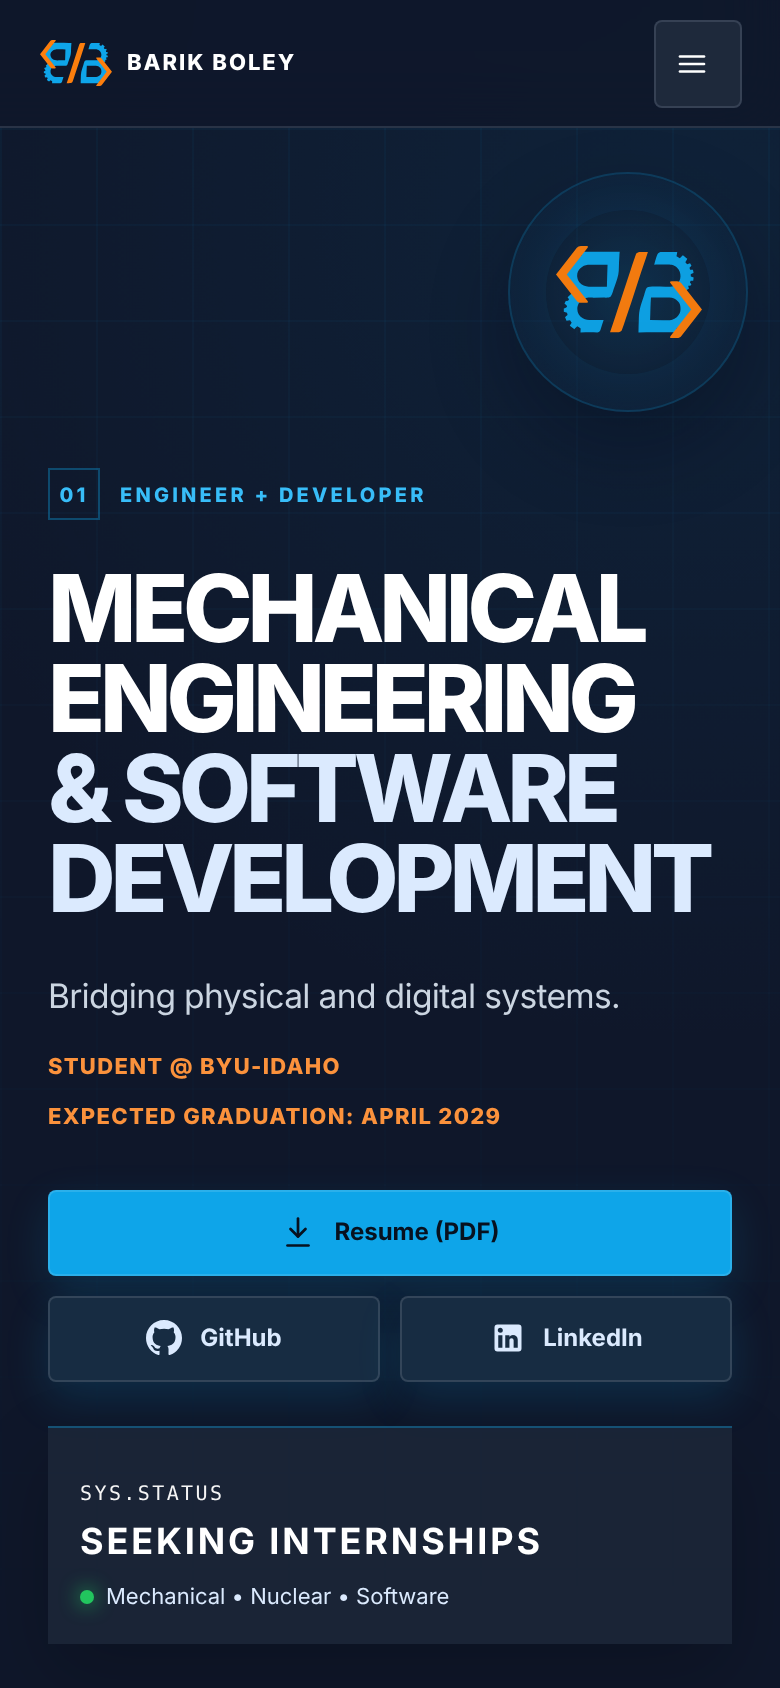 BARIK BOLEY
01 ENGINEER + DEVELOPER
MECHANICAL
ENGINEERING
& SOFTWARE
DEVELOPMENT
Bridging physical and digital systems.
STUDENT @ BYU-IDAHO
EXPECTED GRADUATION: APRIL 2029
Resume (PDF)
GitHub
LinkedIn
SYS.STATUS
SEEKING INTERNSHIPS
Mechanical • Nuclear • Software